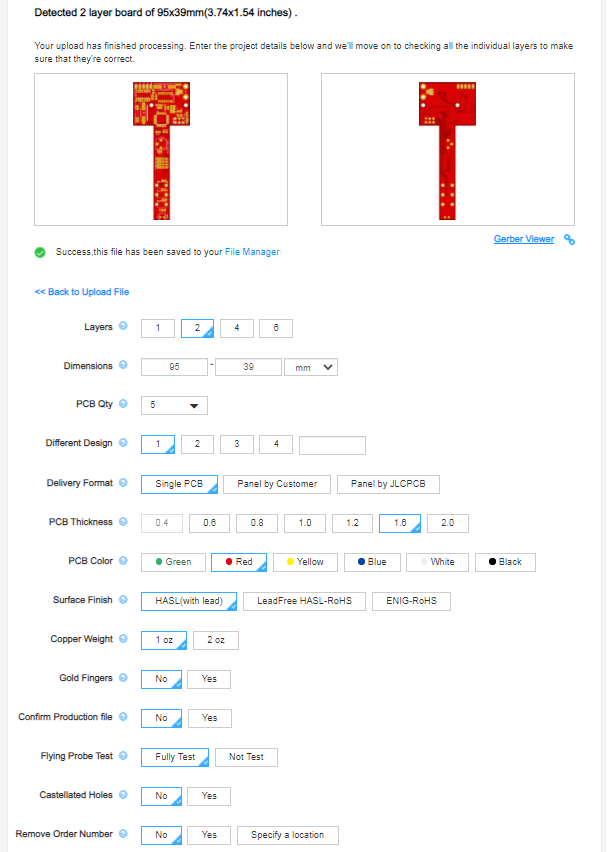 Detected 2 layer board of 95x39mm(3.74x1.54 inches) .
Your upload has finished processing. Enter the project details below and we'll move on to checking all the individual layers to make
sure that they're correct.
Gerber Viewer
Success,this file has been saved to your File Manager
<< Back to Upload File
Layers 1 2 4 6
Dimensions 95 * 39 mm
PCB Qty 5
Different Design 1 2 3 4
Delivery Format Single PCB Panel by Customer Panel by JLCPCB
PCB Thickness 0.4 0.6 0.8 1.0 1.2 1.6 2.0
PCB Color Green Red Yellow Blue White Black
Surface Finish HASL(with lead) LeadFree HASL-RoHS ENIG-RoHS
Copper Weight 1 oz 2 oz
Gold Fingers No Yes
Confirm Production file No Yes
Flying Probe Test Fully Test Not Test
Castellated Holes No Yes
Remove Order Number No Yes Specify a location